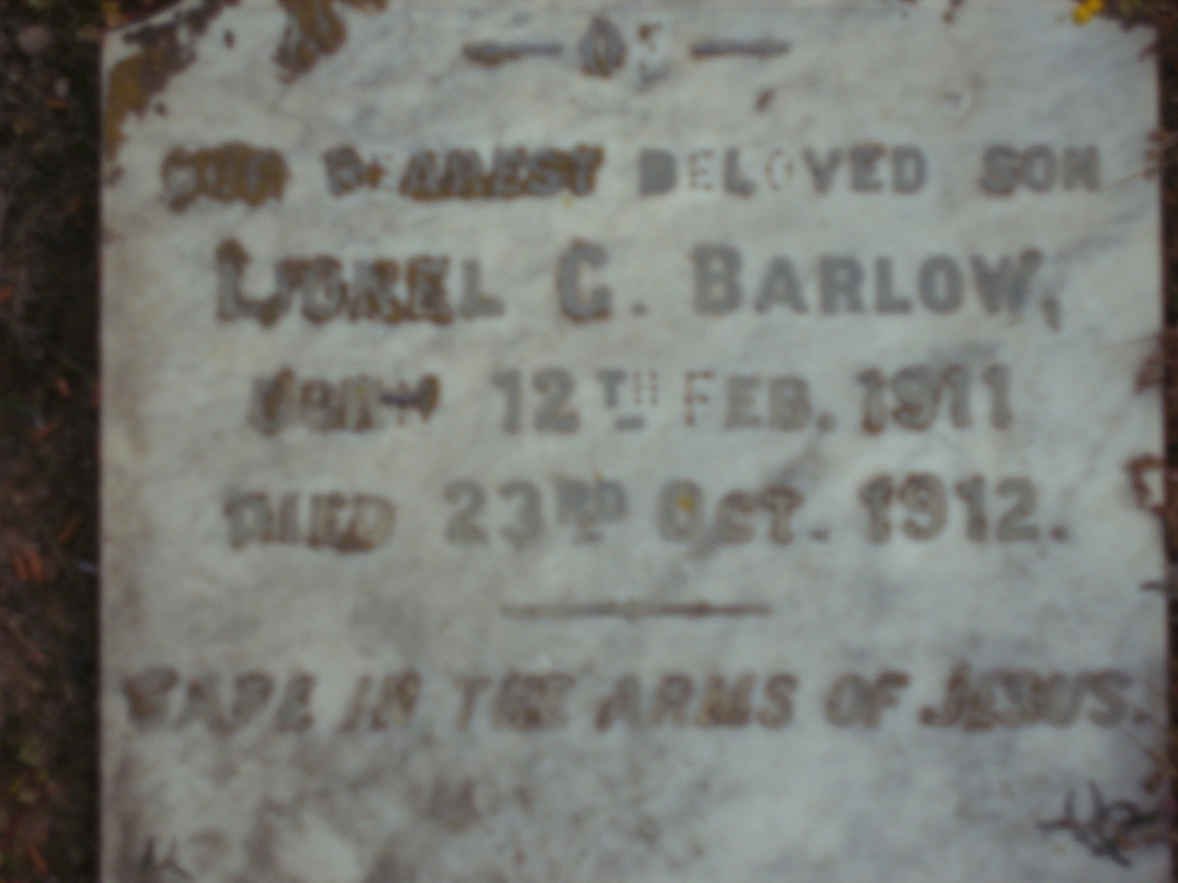 OF
OUR DEAREST BELOVED SON
LIONEL G. BARLOW,
BORN 12TH FEB. 1911
DIED 23RD OCT. 1912.
SAFE IN THE ARMS OF JESUS.